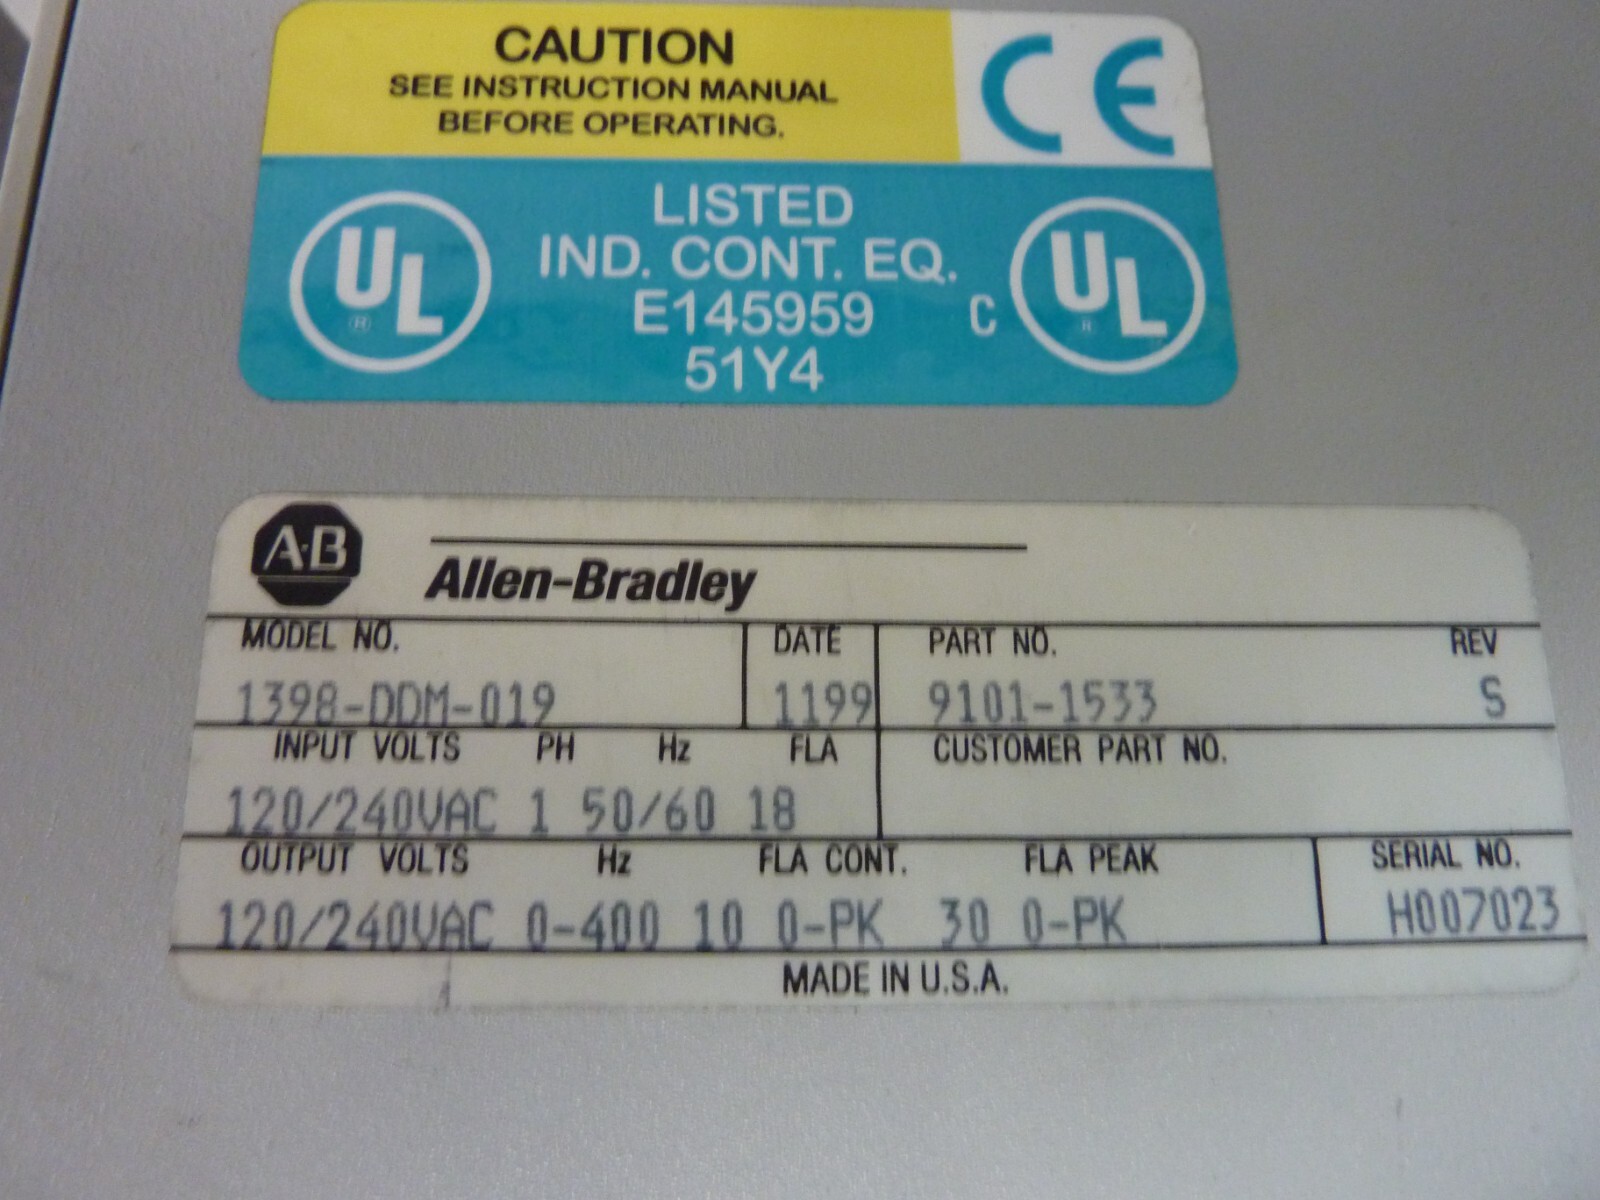 CAUTION
SEE INSTRUCTION MANUAL
BEFORE OPERATING.
CE
UL ®
LISTED
IND. CONT. EQ.
E145959
51Y4
C UL ®
A·B
Allen-Bradley
MODEL NO. DATE PART NO. REV
1398-DDM-019 1199 9101-1533 S
INPUT VOLTS PH Hz FLA CUSTOMER PART NO.
120/240VAC 1 50/60 18
OUTPUT VOLTS Hz FLA CONT. FLA PEAK SERIAL NO.
120/240VAC 0-400 10 0-PK 30 0-PK H007023
MADE IN U.S.A.